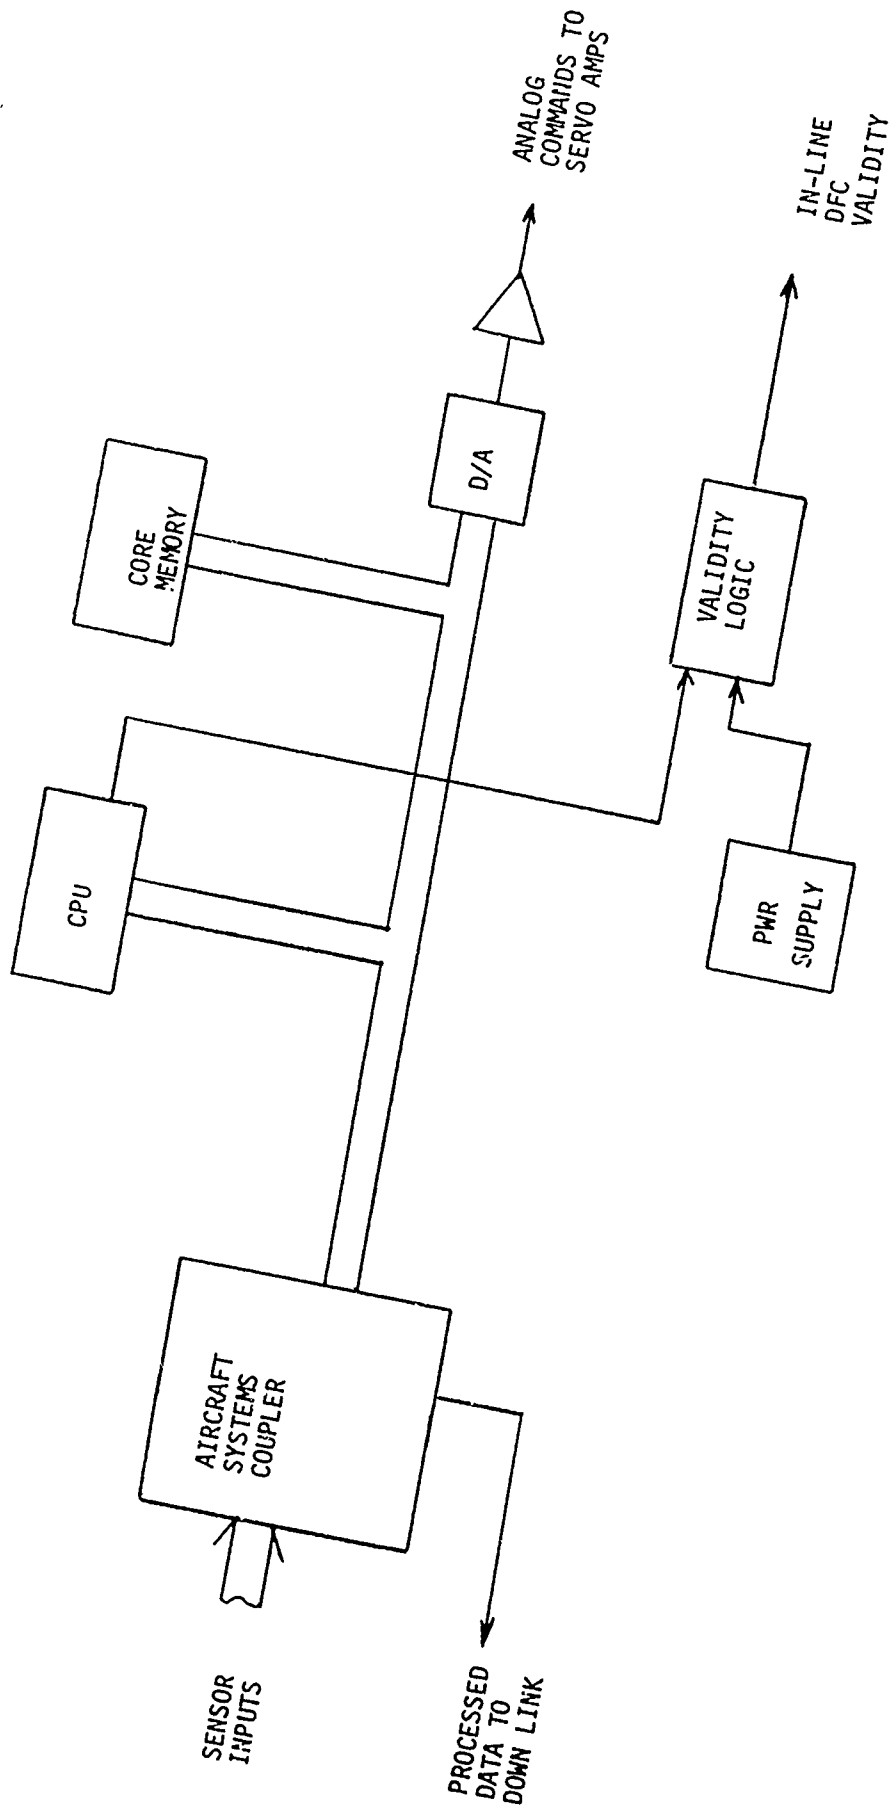 SENSOR
INPUTS
PROCESSED
DATA TO
DOWN LINK
AIRCRAFT
SYSTEMS
COUPLER
CPU
CORE
MEMORY
D/A
ANALOG
COMMANDS TO
SERVO AMPS
PWR
SUPPLY
VALIDITY
LOGIC
IN-LINE
DFC
VALIDITY